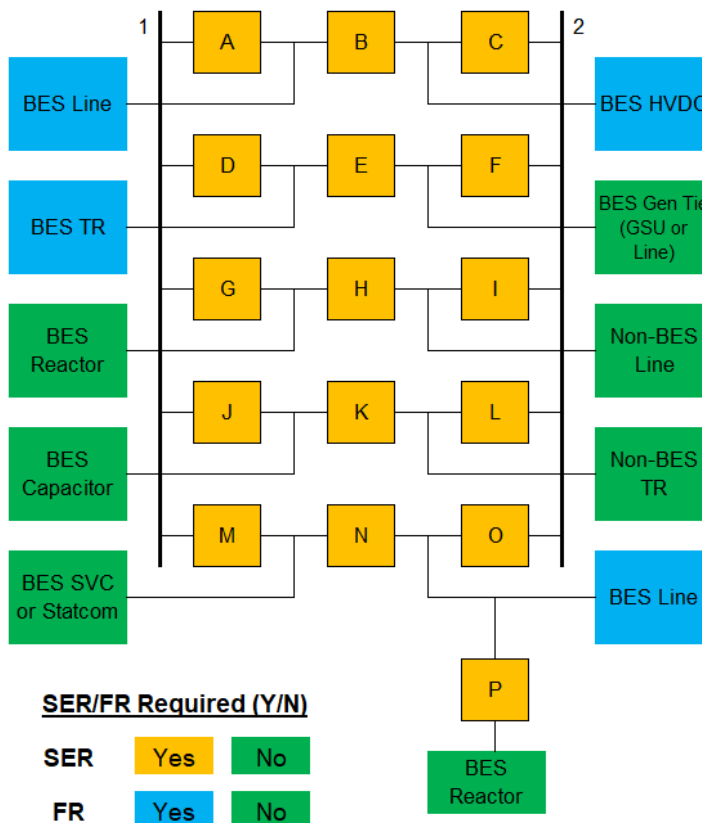 1
A
B
C
2
BES Line
BES HVDC
D
E
F
BES TR
BES Gen Tie
(GSU or
Line)
G
H
I
BES
Reactor
Non-BES
Line
J
K
L
BES
Capacitor
Non-BES
TR
M
N
O
BES SVC
or Statcom
BES Line
P
SER/FR Required (Y/N)
SER
Yes
No
BES
Reactor
FR
Yes
No